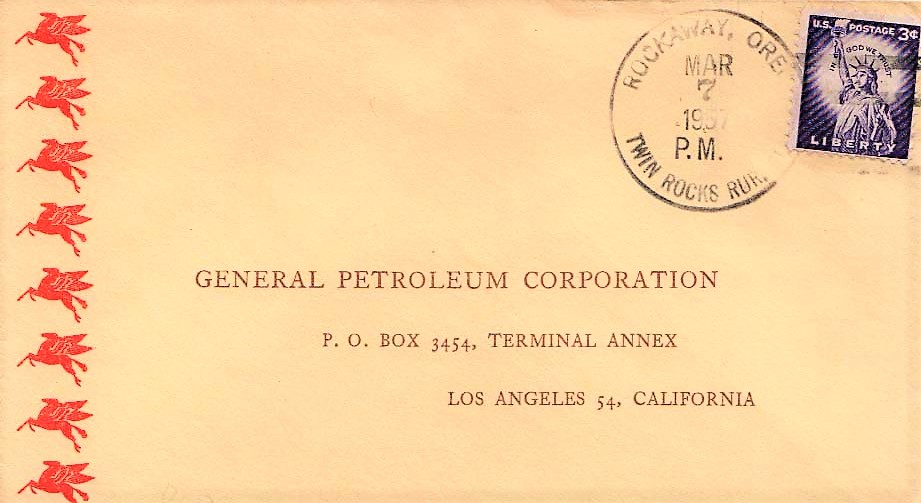 ROCKAWAY, ORE.
MAR
7
1957
P.M.
TWIN ROCKS RUR.
U.S. POSTAGE 3¢
IN GOD WE TRUST
LIBERTY
GENERAL PETROLEUM CORPORATION
P. O. BOX 3454, TERMINAL ANNEX
LOS ANGELES 54, CALIFORNIA